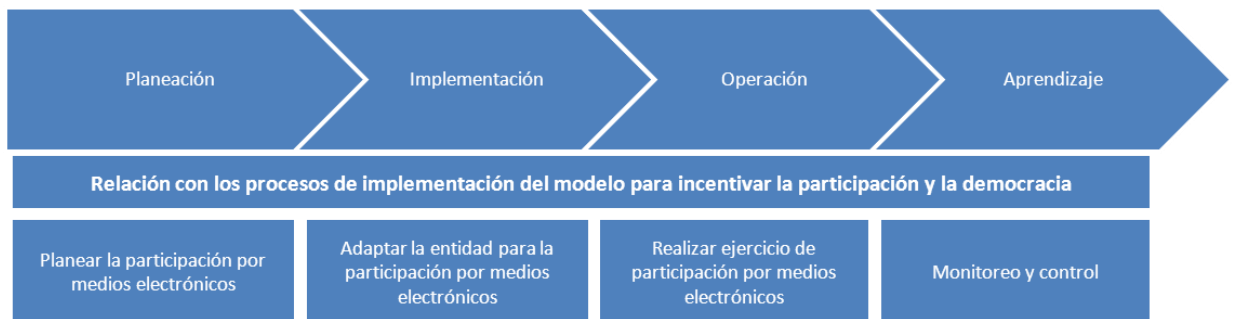 Planeación
Implementación
Operación
Aprendizaje
Relación con los procesos de implementación del modelo para incentivar la participación y la democracia
Planear la participación por
medios electrónicos
Adaptar la entidad para la
participación por medios
electrónicos
Realizar ejercicio de
participación por medios
electrónicos
Monitoreo y control